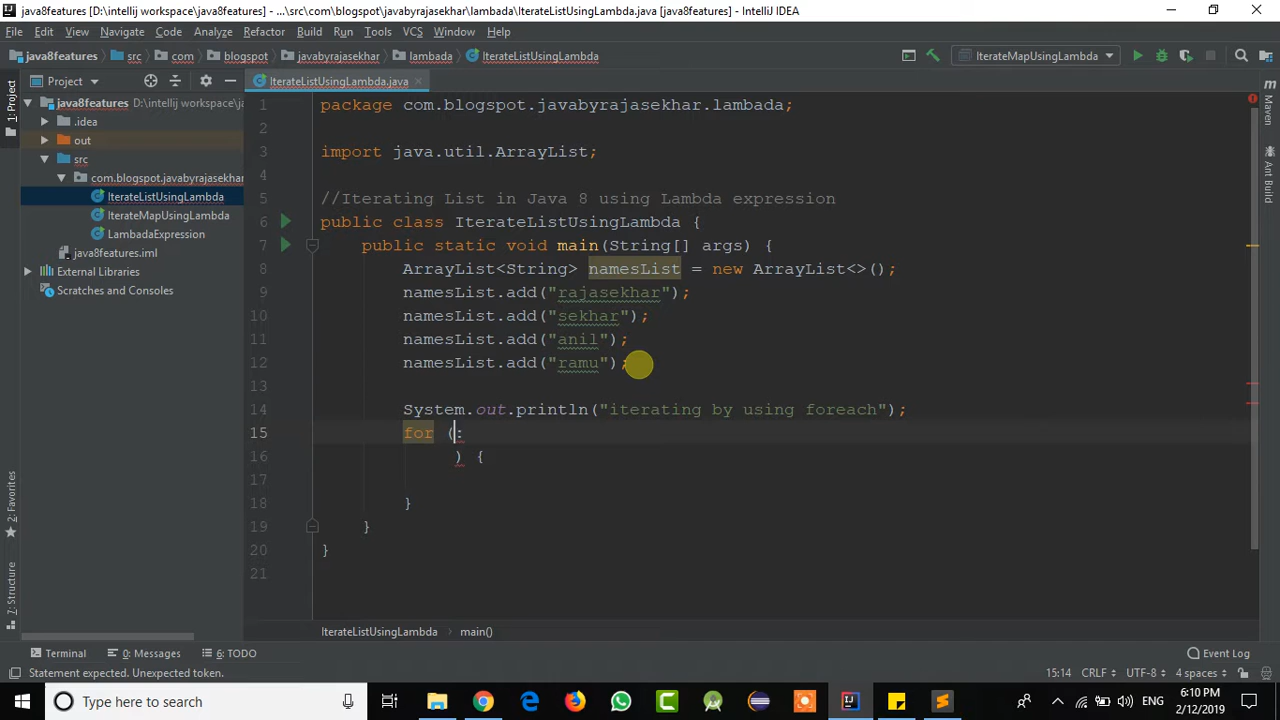 java8features [D:\intellij workspace\java8features] - ...\src\com\blogspot\javabyrajasekhar\lambada\IterateListUsingLambda.java [java8features] - IntelliJ IDEA
File Edit View Navigate Code Analyze Refactor Build Run Tools VCS Window Help
java8features src com blogspot javabyrajasekhar lambada IterateListUsingLambda IterateMapUsingLambda
1: Project
Project
IterateListUsingLambda.java
java8features D:\intellij workspace\ja
.idea
out
src
com.blogspot.javabyrajasekhar
IterateListUsingLambda
IterateMapUsingLambda
LambadaExpression
java8features.iml
External Libraries
Scratches and Consoles
1 package com.blogspot.javabyrajasekhar.lambada;
2
3 import java.util.ArrayList;
4
5 //Iterating List in Java 8 using Lambda expression
6 public class IterateListUsingLambda {
7 public static void main(String[] args) {
8 ArrayList<String> namesList = new ArrayList<>();
9 namesList.add("rajasekhar");
10 namesList.add("sekhar");
11 namesList.add("anil");
12 namesList.add("ramu");
13
14 System.out.println("iterating by using foreach");
15 for (:
16 ) {
17
18 }
19 }
20 }
21
Maven
Ant Build
2: Favorites
7: Structure
IterateListUsingLambda main()
Terminal 0: Messages 6: TODO Event Log
Statement expected. Unexpected token. 15:14 CRLF UTF-8 4 spaces
Type here to search
ENG
6:10 PM
2/12/2019